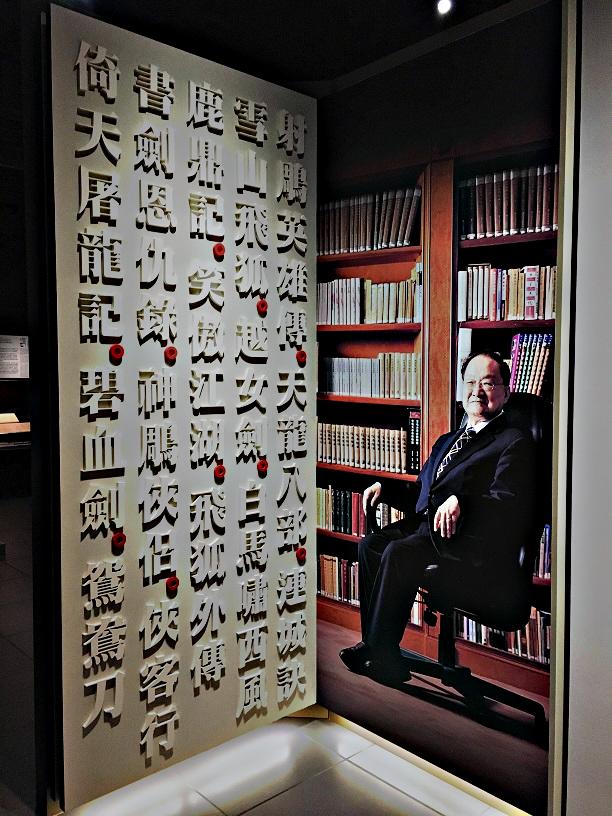 射鵰英雄傳·天龍八部·連城訣
雪山飛狐·越女劍·白馬嘯西風
鹿鼎記·笑傲江湖·飛狐外傳
書劍恩仇錄·神鵰俠侶·俠客行
倚天屠龍記·碧血劍·鴛鴦刀